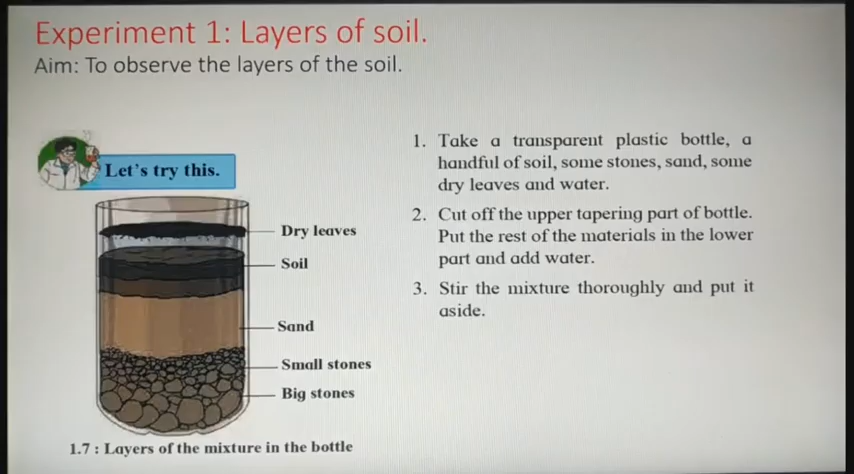 Experiment 1: Layers of soil.
Aim: To observe the layers of the soil.
Let's try this.
Dry leaves
Soil
Sand
Small stones
Big stones
1.7 : Layers of the mixture in the bottle
1. Take a transparent plastic bottle, a
handful of soil, some stones, sand, some
dry leaves and water.
2. Cut off the upper tapering part of bottle.
Put the rest of the materials in the lower
part and add water.
3. Stir the mixture thoroughly and put it
aside.